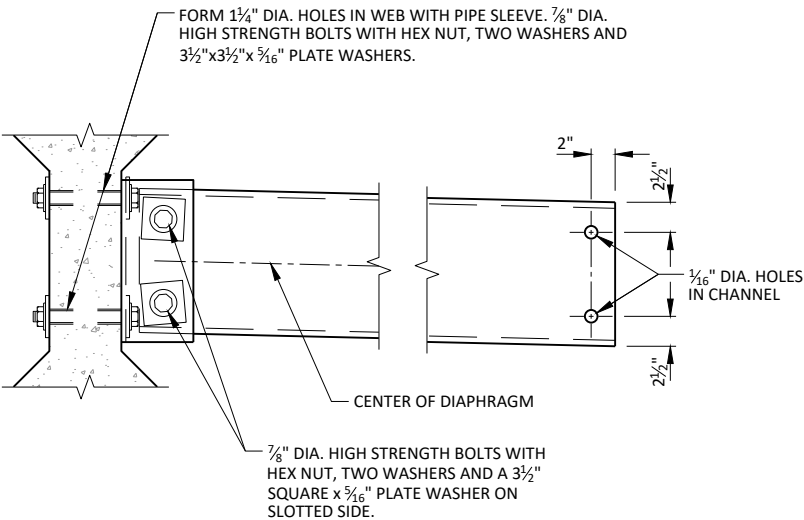 FORM 1¼" DIA. HOLES IN WEB WITH PIPE SLEEVE. ⅞" DIA.
HIGH STRENGTH BOLTS WITH HEX NUT, TWO WASHERS AND
3½"x3½"x 5⁄16" PLATE WASHERS.
2"
2½"
1⁄16" DIA. HOLES
IN CHANNEL
2½"
CENTER OF DIAPHRAGM
⅞" DIA. HIGH STRENGTH BOLTS WITH
HEX NUT, TWO WASHERS AND A 3½"
SQUARE x 5⁄16" PLATE WASHER ON
SLOTTED SIDE.